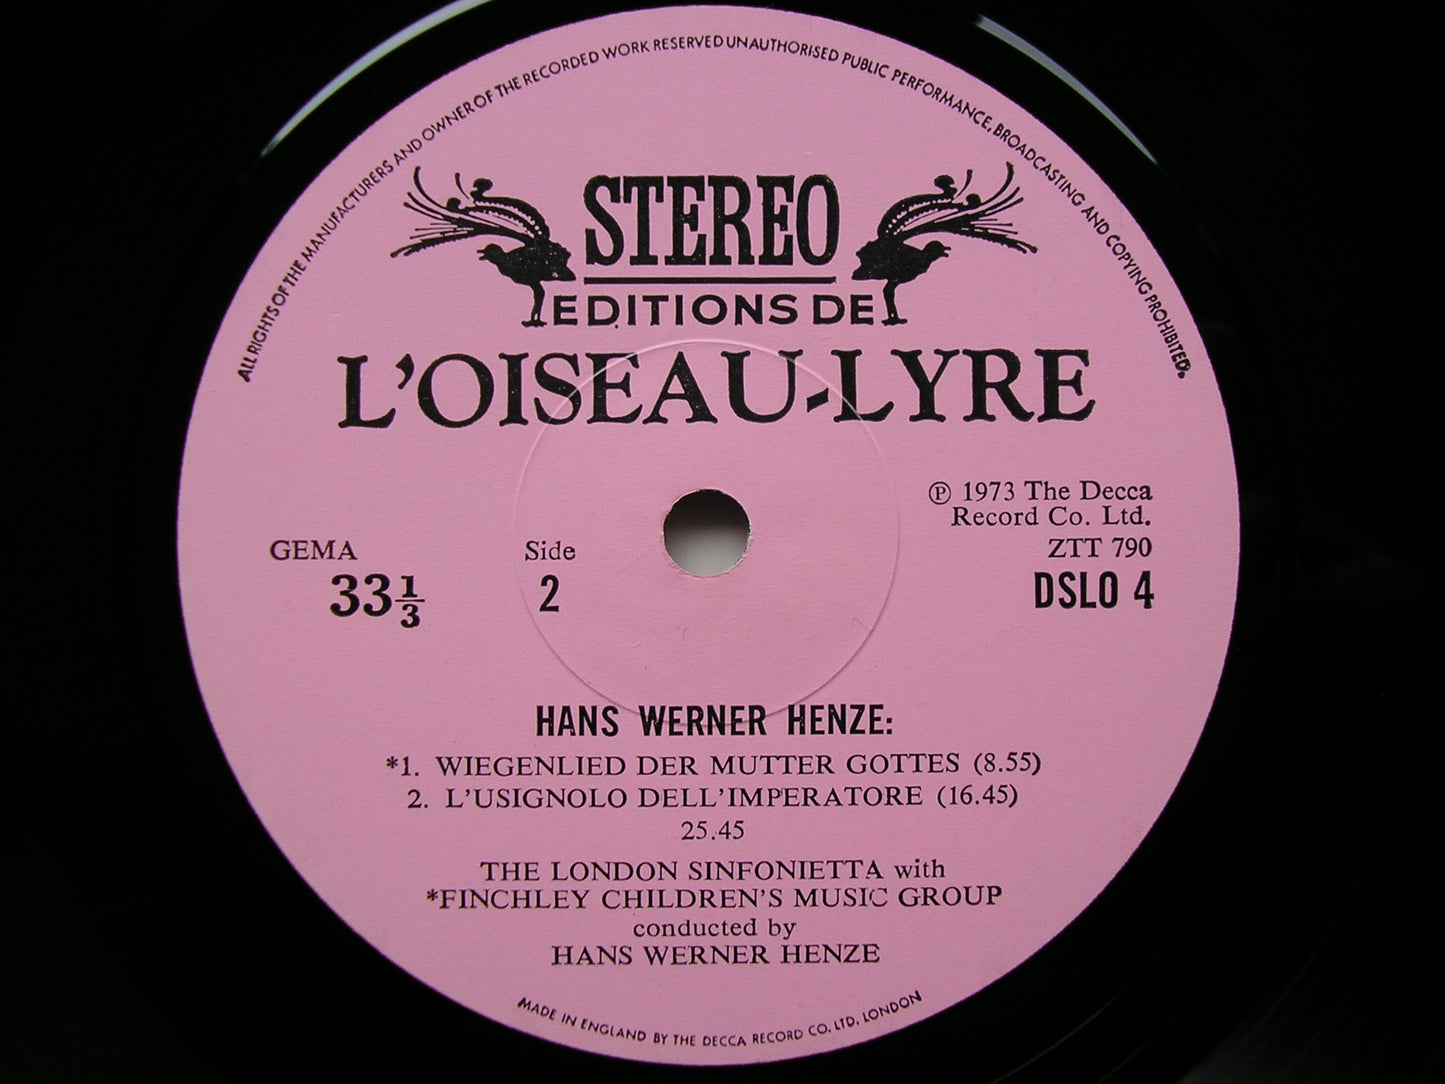 ALL RIGHTS OF THE MANUFACTURERS AND OWNER OF THE RECORDED WORK RESERVED UNAUTHORISED PUBLIC PERFORMANCE, BROADCASTING AND COPYING PROHIBITED.
STEREO
EDITIONS DE
L'OISEAU-LYRE
℗ 1973 The Decca
Record Co. Ltd.
GEMA
Side
ZTT 790
33⅓
2
DSLO 4
HANS WERNER HENZE:
*1. WIEGENLIED DER MUTTER GOTTES (8.55)
2. L'USIGNOLO DELL'IMPERATORE (16.45)
25.45
THE LONDON SINFONIETTA with
*FINCHLEY CHILDREN'S MUSIC GROUP
conducted by
HANS WERNER HENZE
MADE IN ENGLAND BY THE DECCA RECORD CO. LTD. LONDON